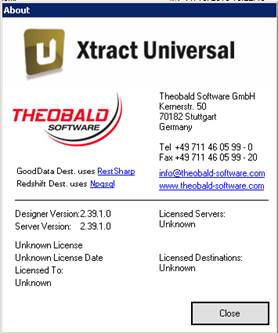 About
U Xtract Universal
THEOBALD
SOFTWARE
Theobald Software GmbH
Kernerstr. 50
70182 Stuttgart
Germany
Tel +49 711 46 05 99 - 0
Fax +49 711 46 05 99 - 20
GoodData Dest. uses RestSharp
Redshift Dest. uses Npgsql
info@theobald-software.com
www.theobald-software.com
Designer Version: 2.39.1.0
Server Version: 2.39.1.0
Licensed Servers:
Unknown
Unknown License
Unknown License Date
Licensed To:
Unknown
Licensed Destinations:
Unknown
Close